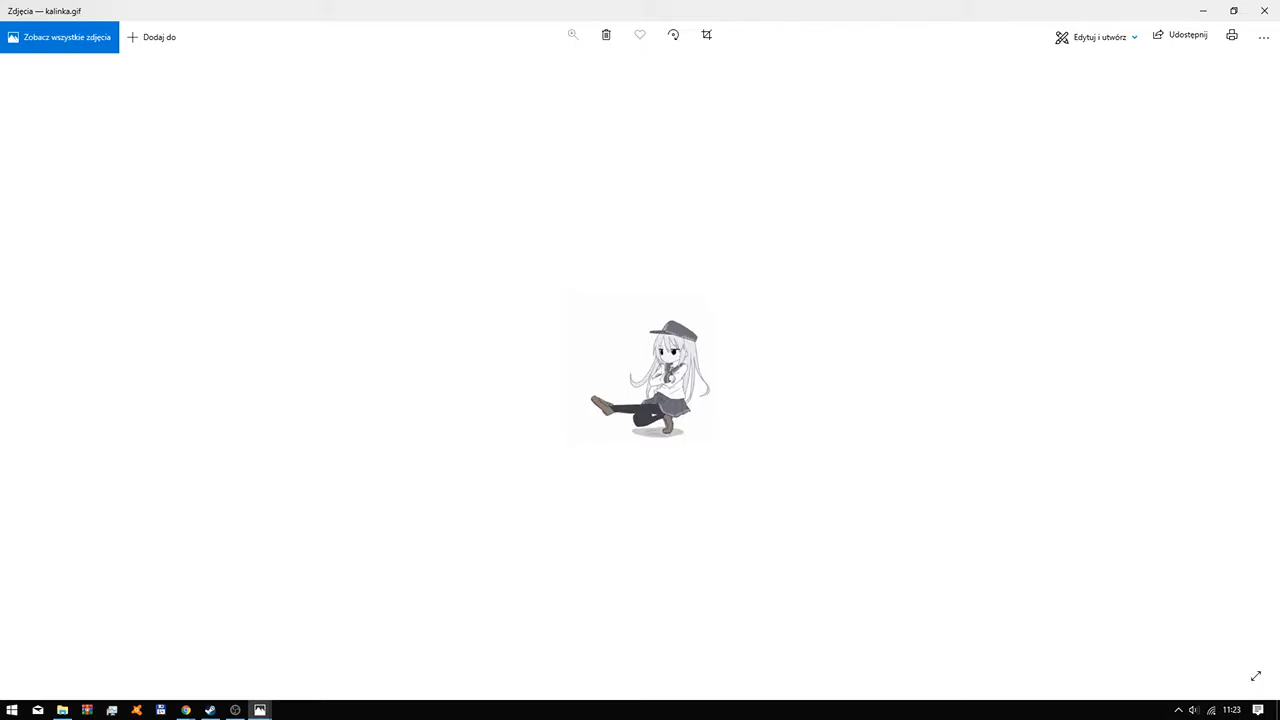 Zdjęcia — kalinka.gif
Zobacz wszystkie zdjęcia
Dodaj do
Edytuj i utwórz
Udostępnij
11:23